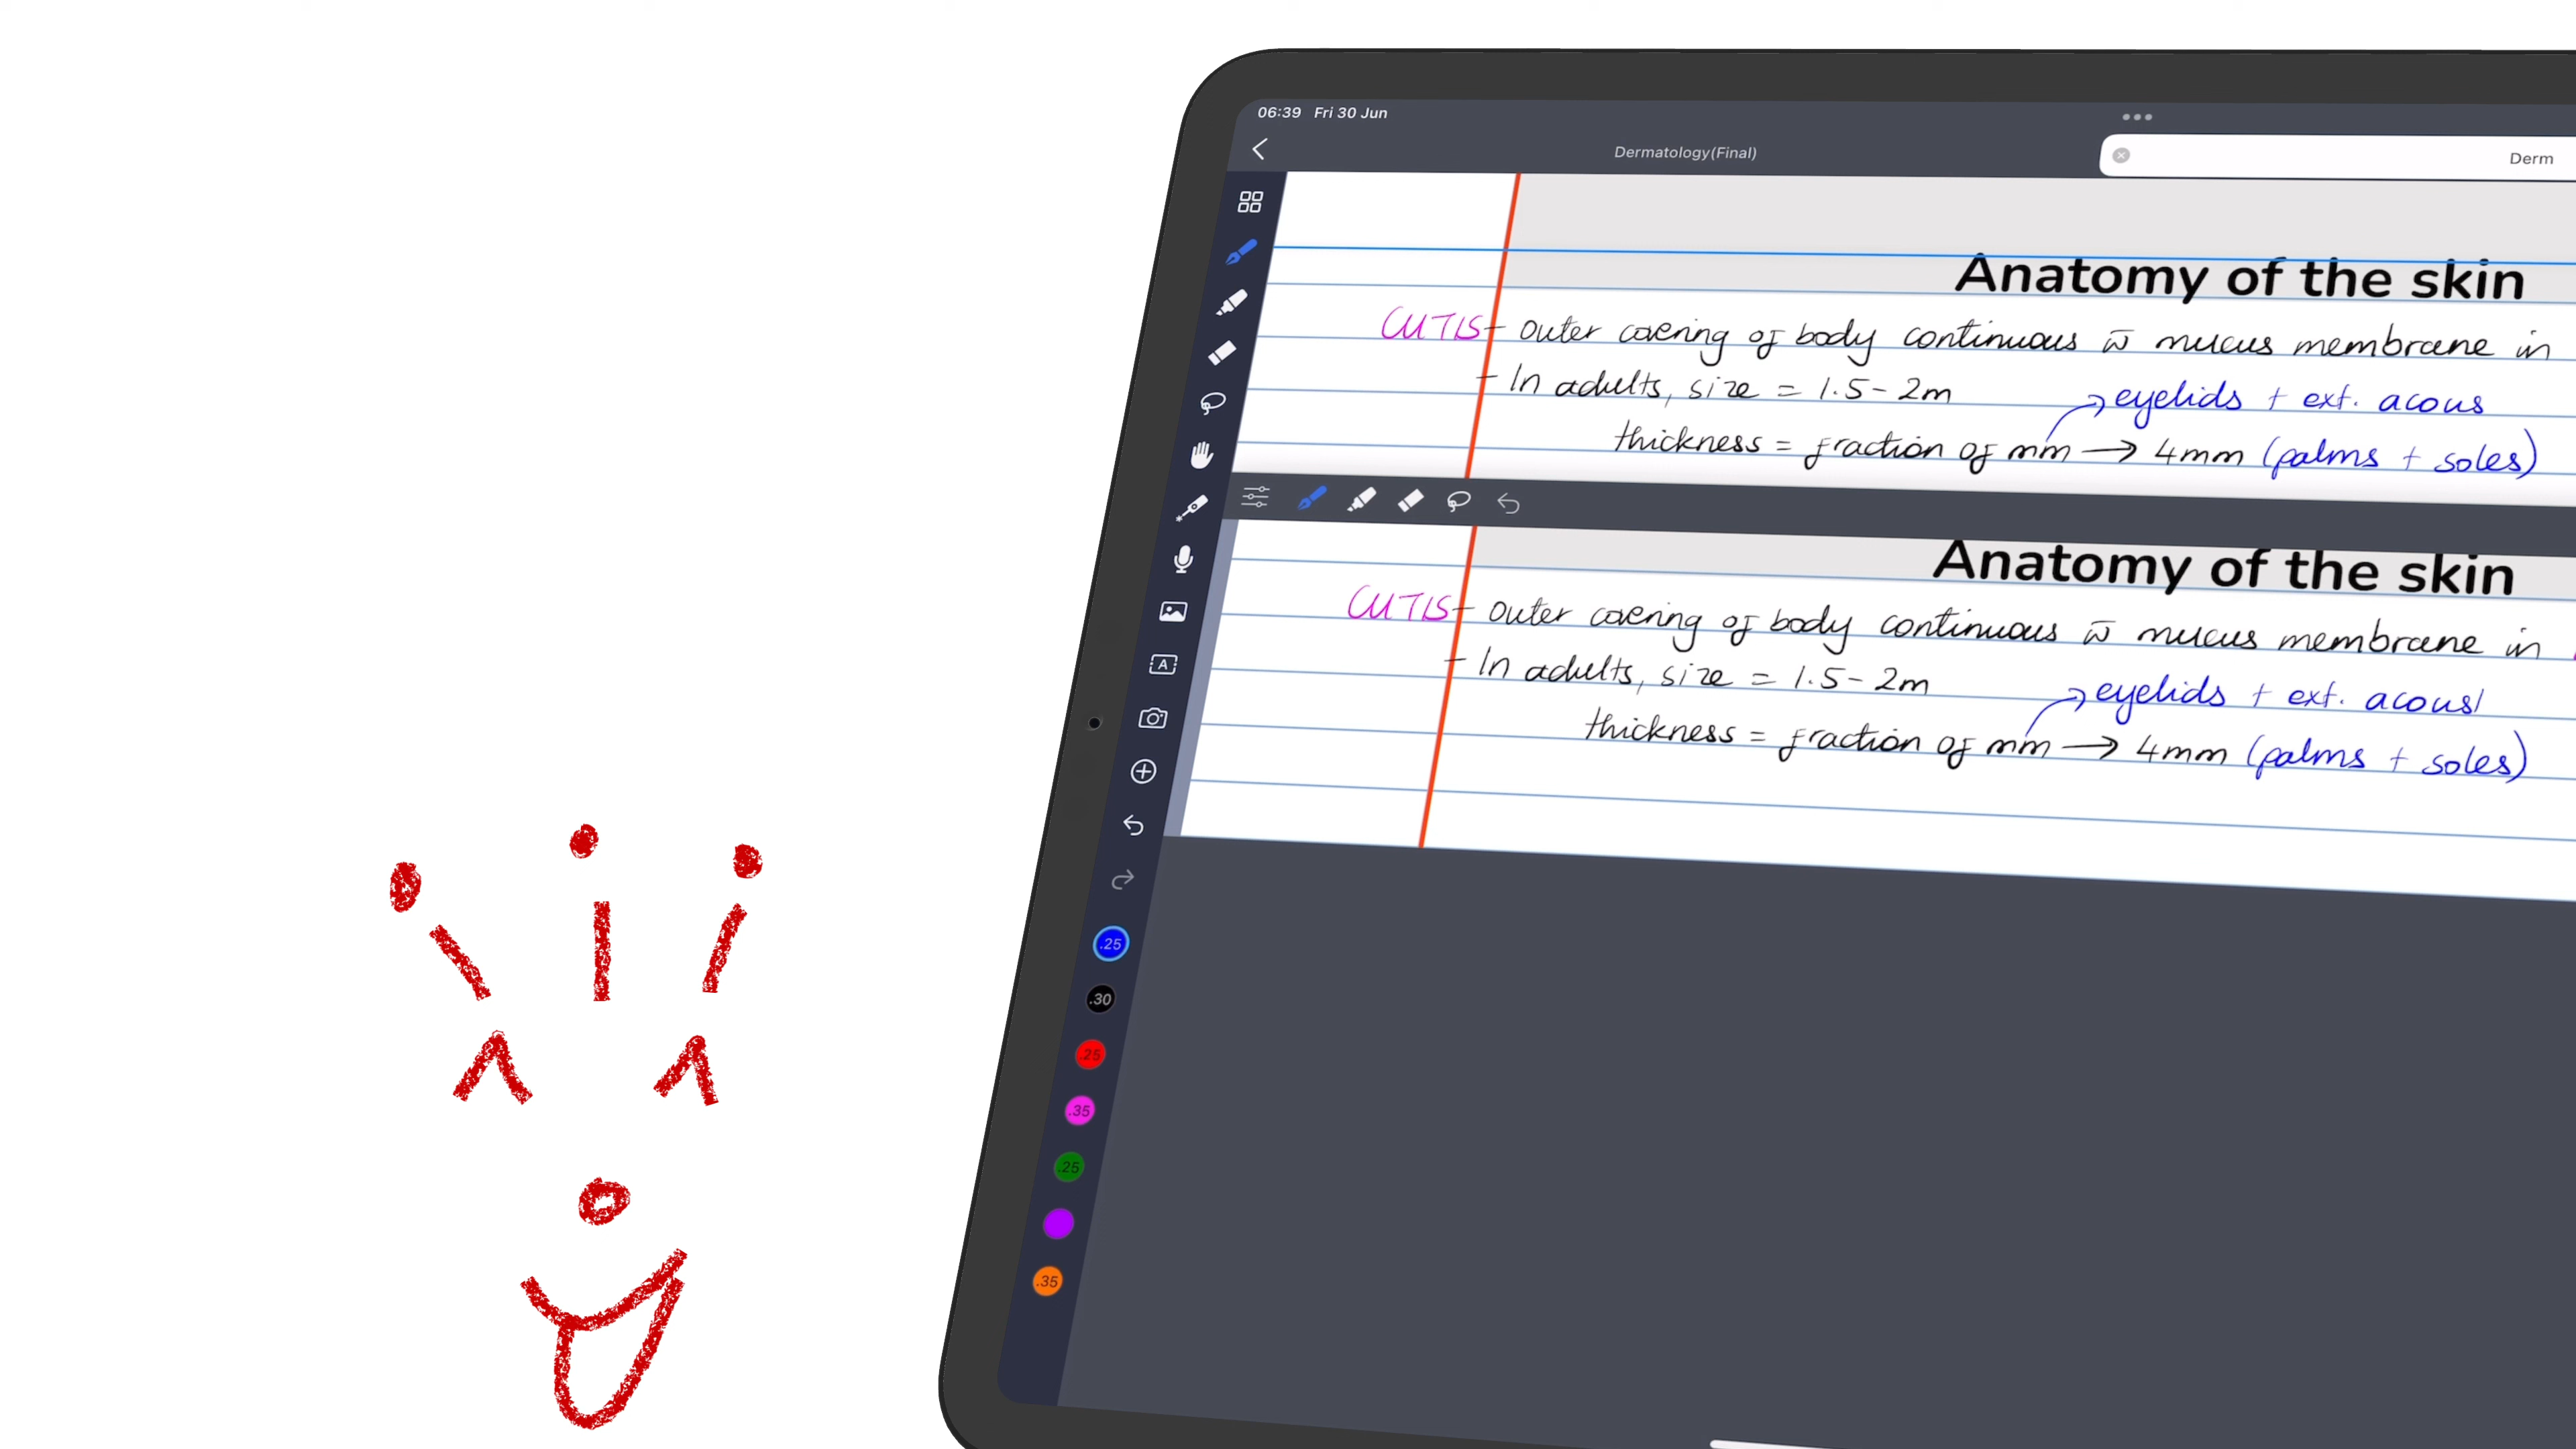 06:39 Fri 30 Jun
Dermatology(Final)
Derm
Anatomy of the skin
CUTIS - outer covering of body continuous w̄ mucus membrane in
- In adults, size = 1.5 - 2m
eyelids + ext. acous
thickness = fraction of mm → 4mm (palms + soles)
A
Anatomy of the skin
CUTIS - outer covering of body continuous w̄ mucus membrane in
- In adults, size = 1.5 - 2m
eyelids + ext. acous
thickness = fraction of mm → 4mm (palms + soles)
.25
.30
.25
.35
.25
.35